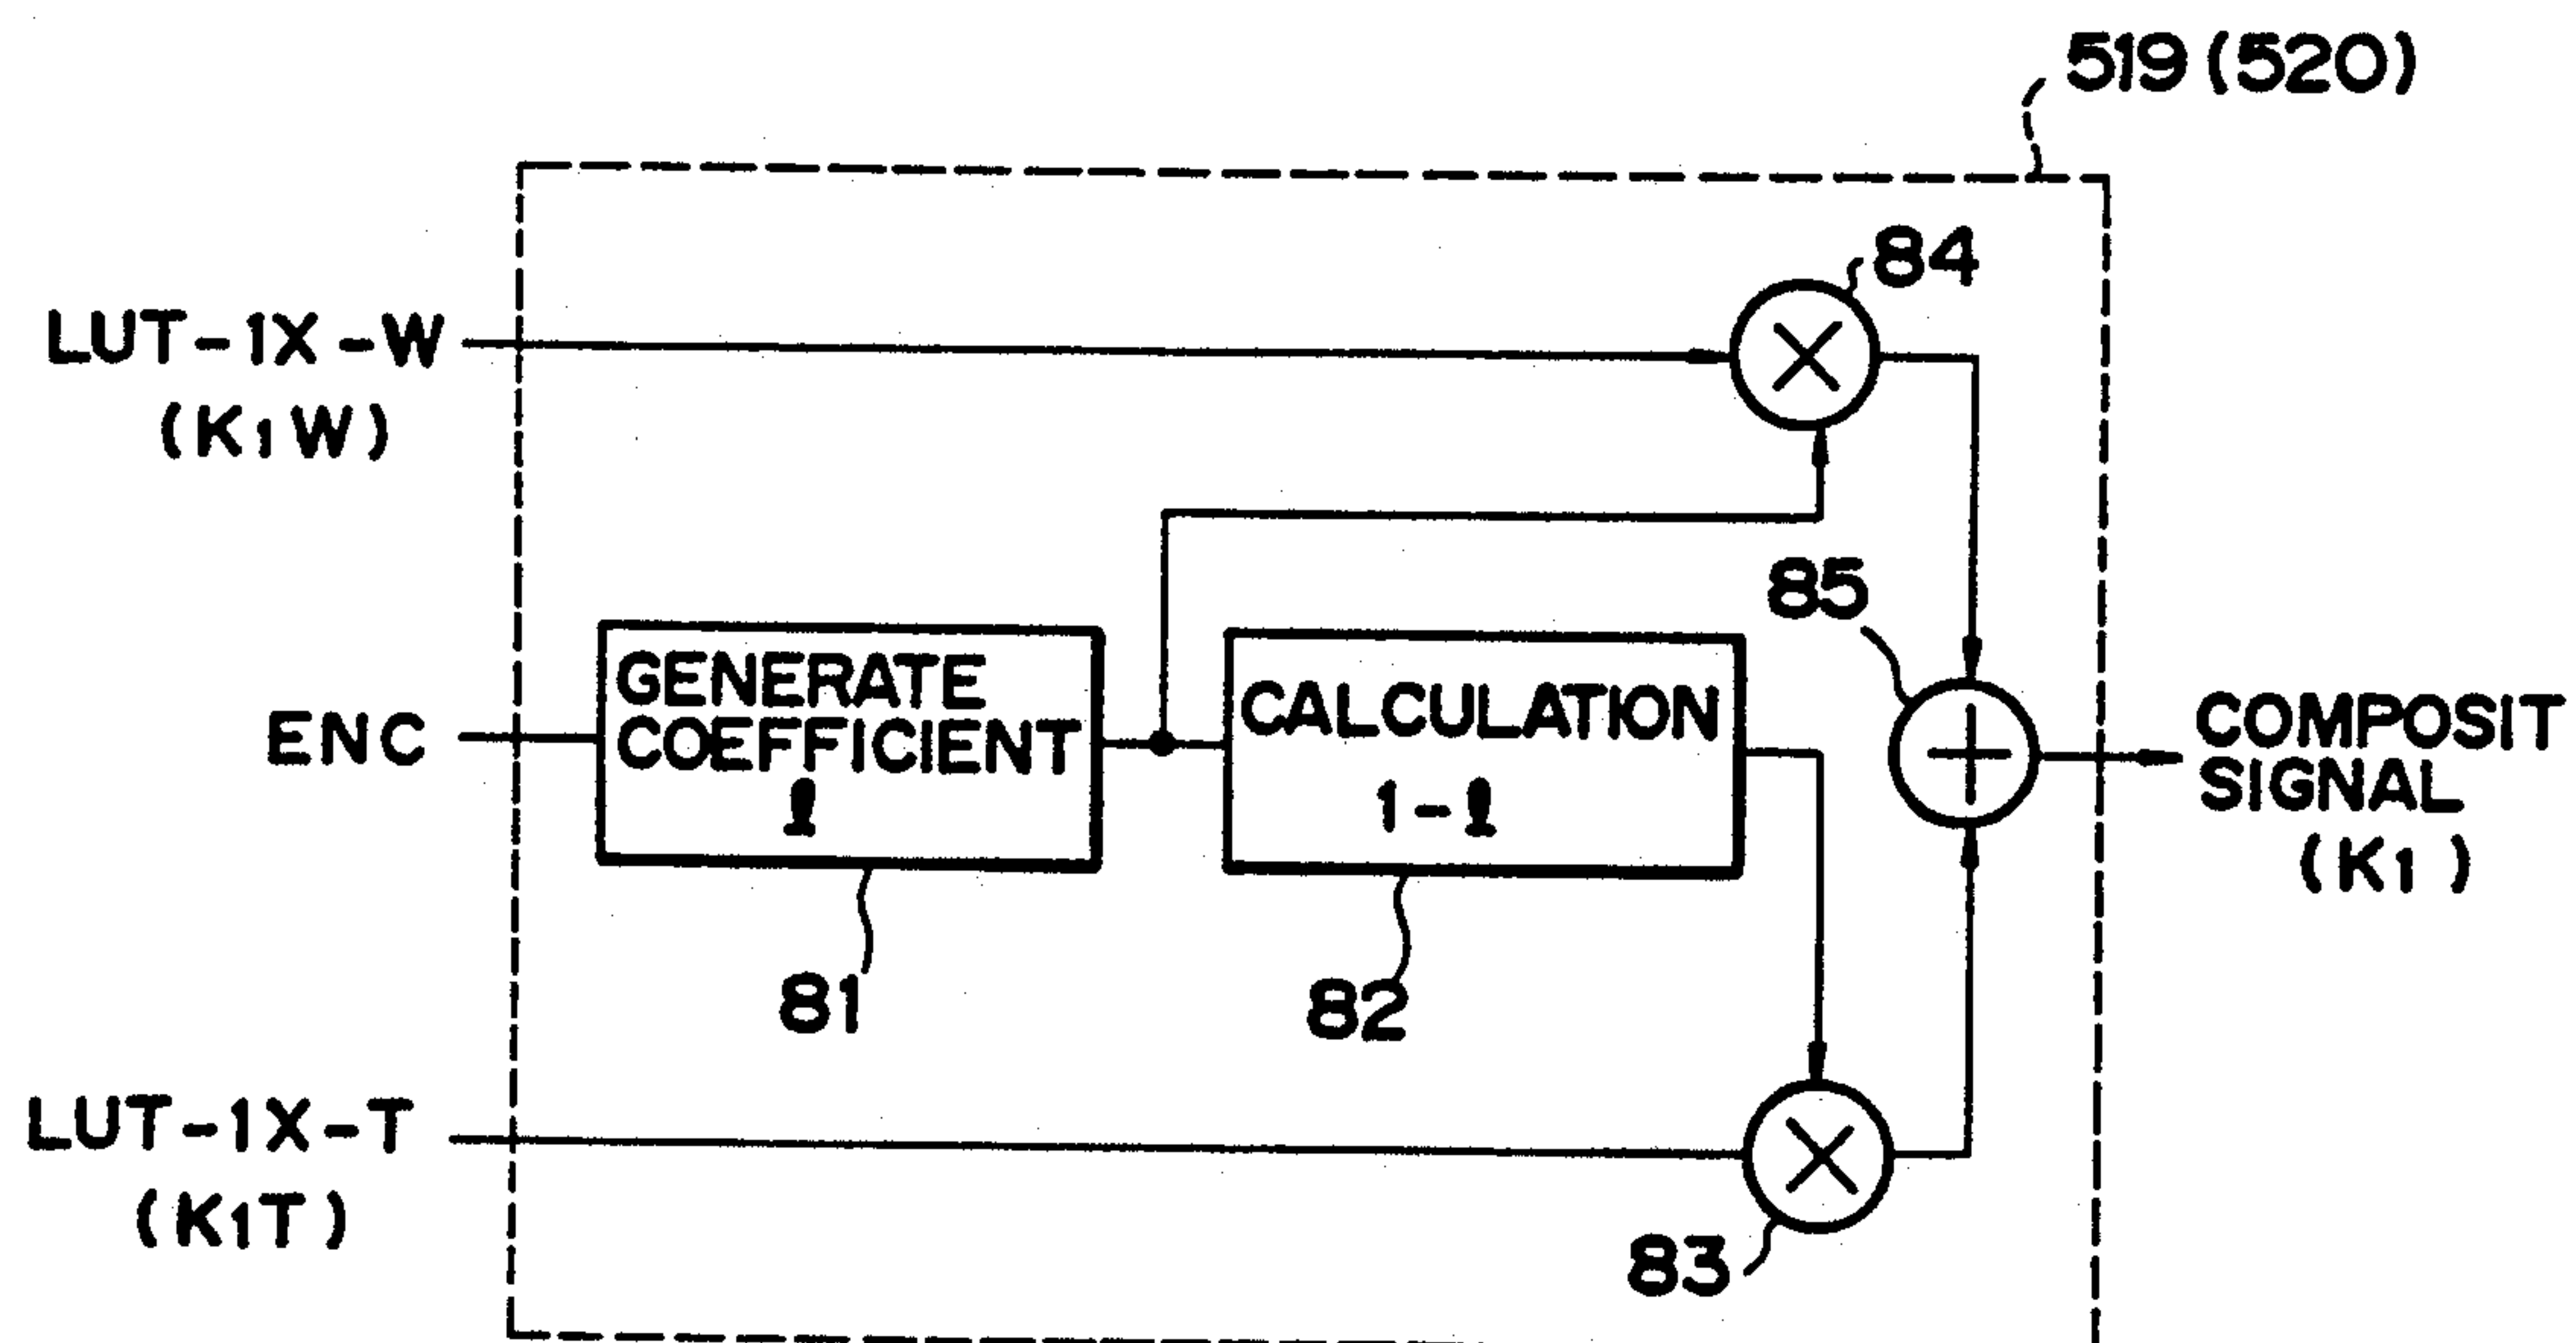 519 (520)
84
LUT-1X-W
(K1W)
85
GENERATE
COEFFICIENT
l
CALCULATION
1-l
ENC
COMPOSIT
SIGNAL
(K1)
81
82
LUT-1X-T
(K1T)
83